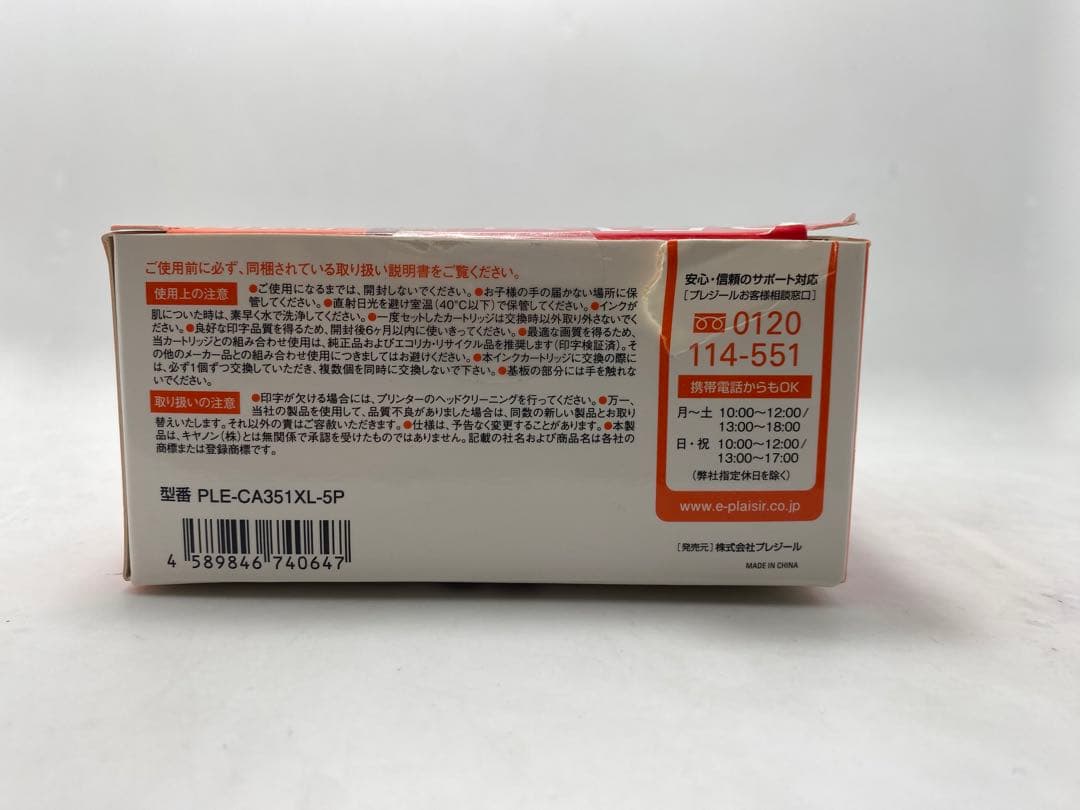 ご使用前に必ず、同梱されている取り扱い説明書をご覧ください。
使用上の注意 ●ご使用になるまでは、開封しないでください。●お子様の手の届かない場所に保
管してください。●直射日光を避け室温(40℃以下)で保管してください。●インクが
肌についた時は、素早く水で洗浄してください。●一度セットしたカートリッジは交換時以外取り外さないでく
ださい。●良好な印字品質を得るため、開封後6ヶ月以内に使いきってください。●最適な画質を得るため、
当カートリッジとの組み合わせ使用は、純正品およびエコリカ・リサイクル品を推奨します(印字検証済)。そ
の他のメーカー品との組み合わせ使用につきましてはお避けください。●本インクカートリッジに交換の際に
は、必ず1個ずつ交換していただき、複数個を同時に交換しないで下さい。●基板の部分には手を触れな
いでください。
取り扱いの注意 ●印字が欠ける場合には、プリンターのヘッドクリーニングを行ってください。●万一、
当社の製品を使用して、品質不良がありました場合は、同数の新しい製品とお取り
替えいたします。それ以外の責はご容赦いただきます。●仕様は、予告なく変更することがあります。●本製
品は、キヤノン(株)とは無関係で承認を受けたものではありません。記載の社名および商品名は各社の
商標または登録商標です。
型番 PLE-CA351XL-5P
4 589846 740647
安心・信頼のサポート対応
[プレジールお客様相談窓口]
0120
114-551
携帯電話からもOK
月〜土 10:00〜12:00/
13:00〜18:00
日・祝 10:00〜12:00/
13:00〜17:00
(弊社指定休日を除く)
www.e-plaisir.co.jp
[発売元]株式会社プレジール
MADE IN CHINA